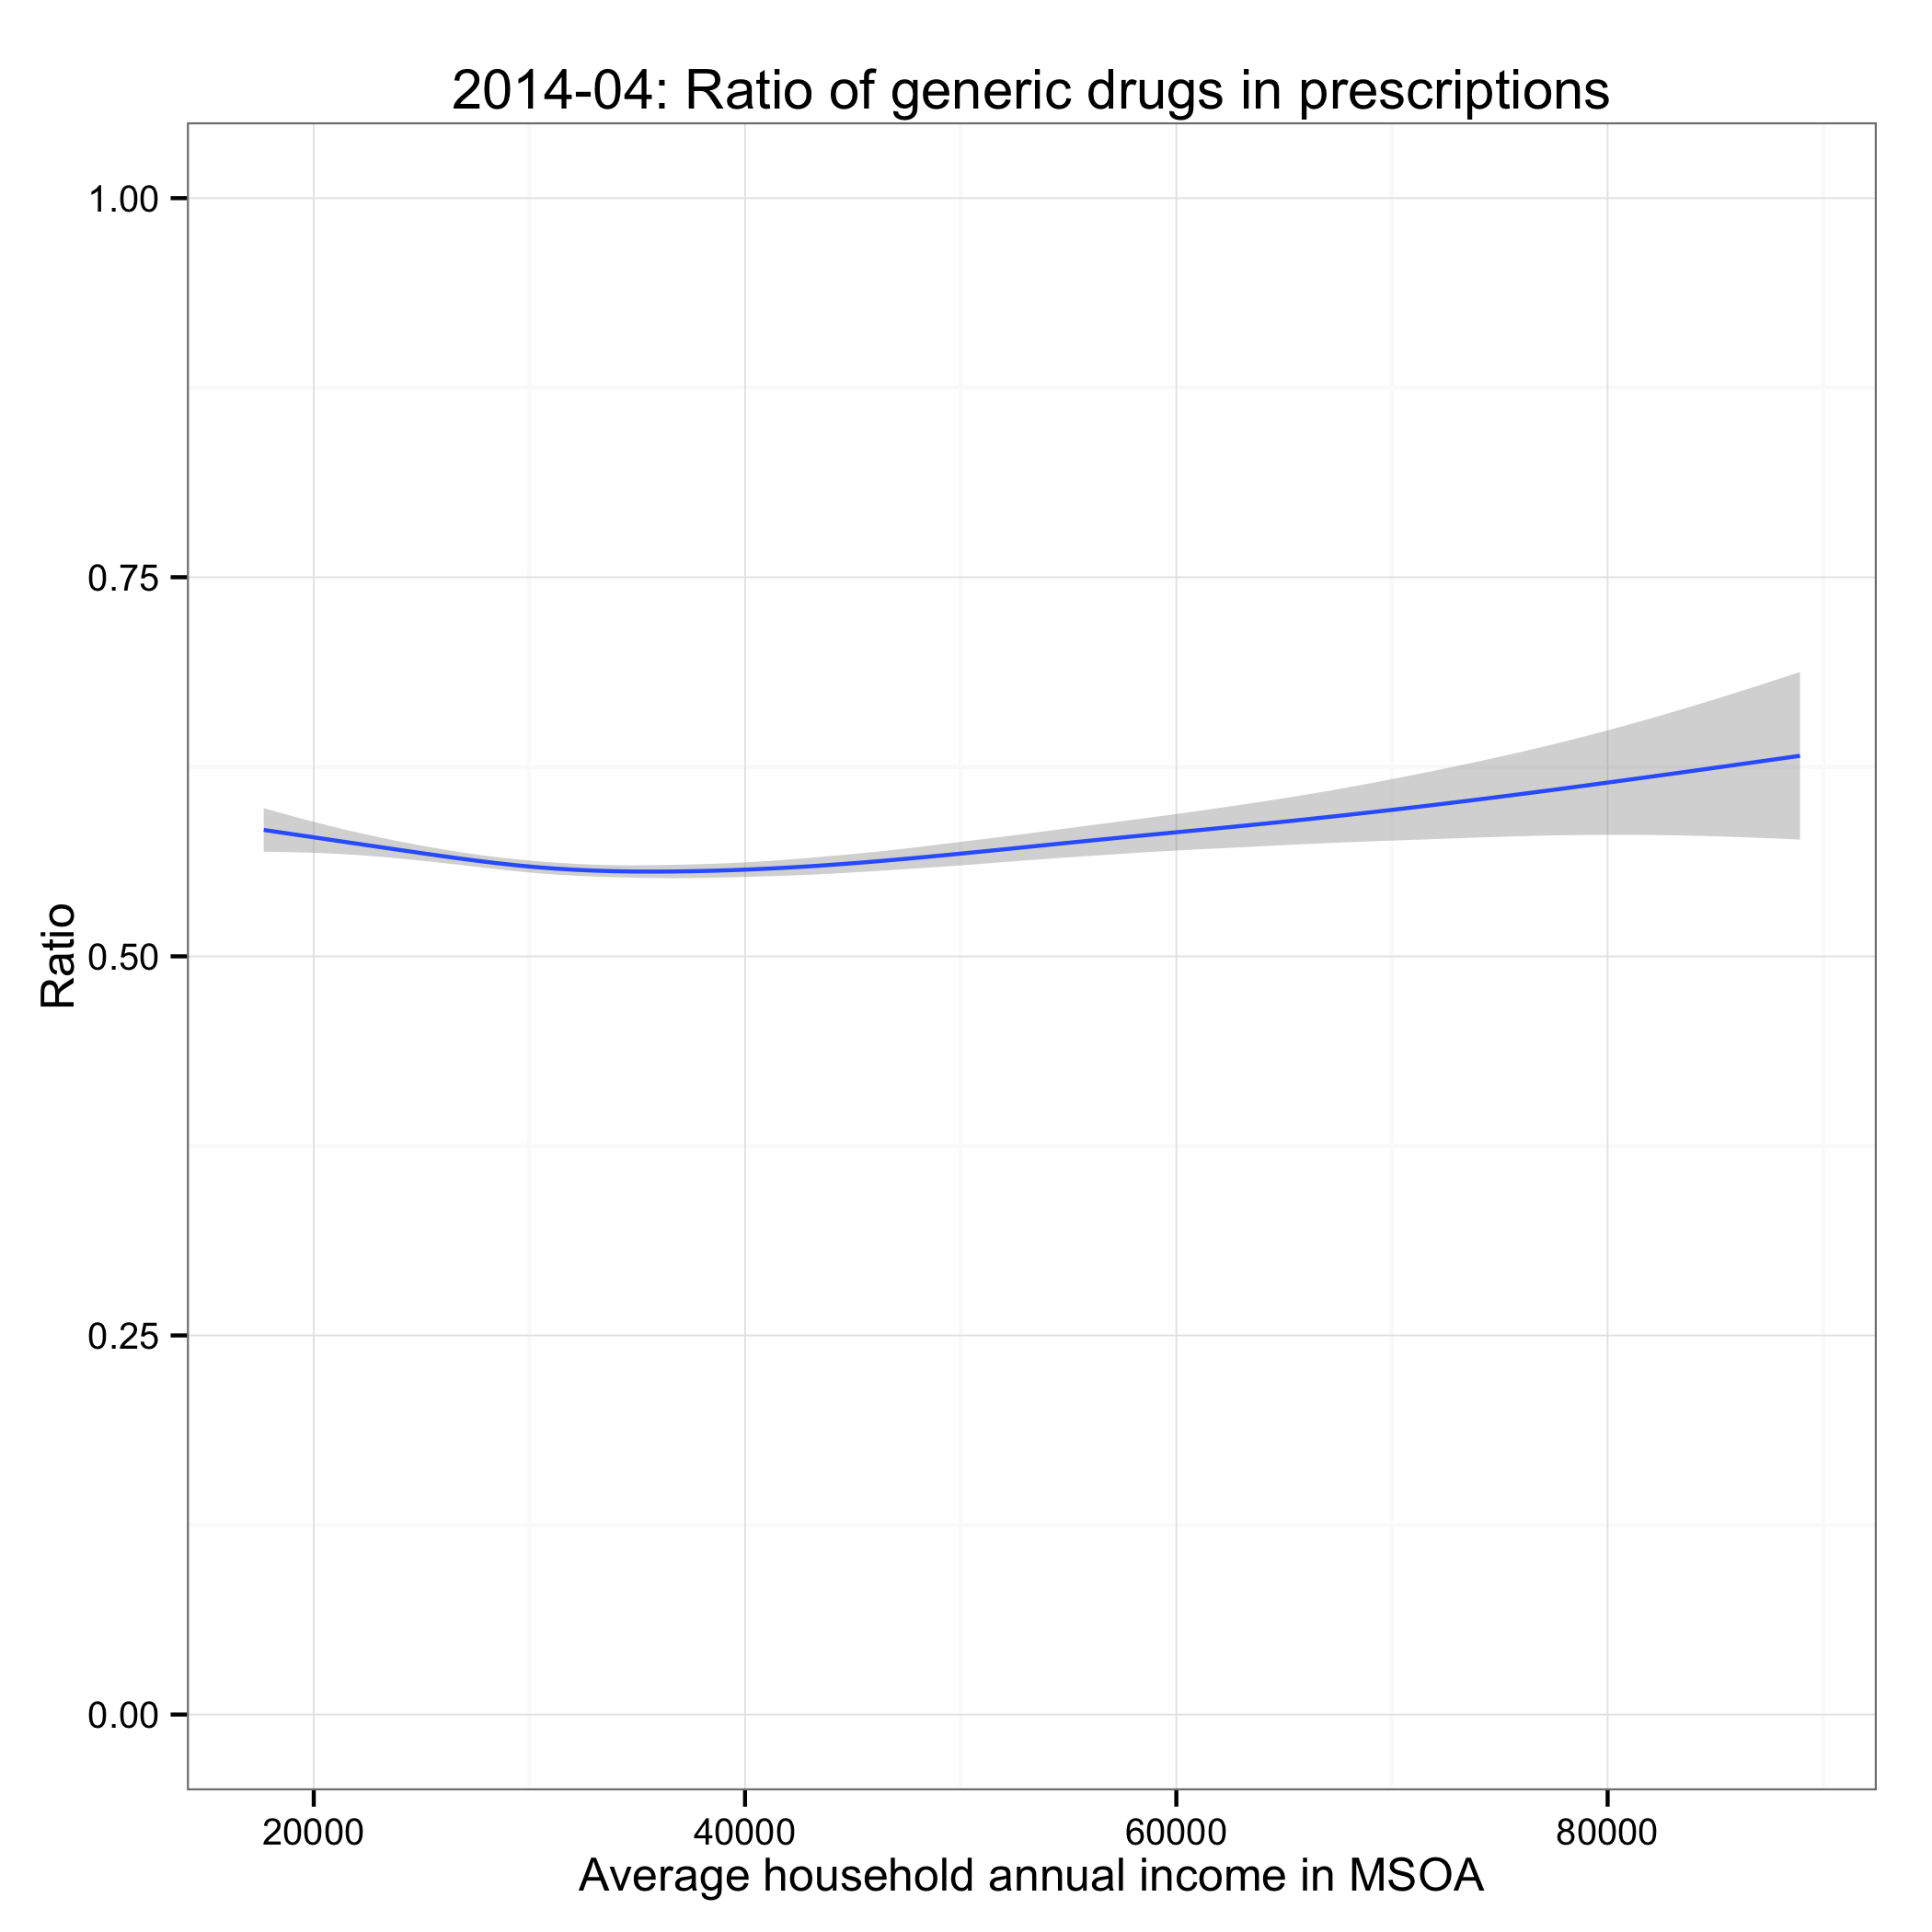 2014-04: Ratio of generic drugs in prescriptions
1.00
0.75
0.50
0.25
0.00
Ratio
20000 40000 60000 80000
Average household annual income in MSOA